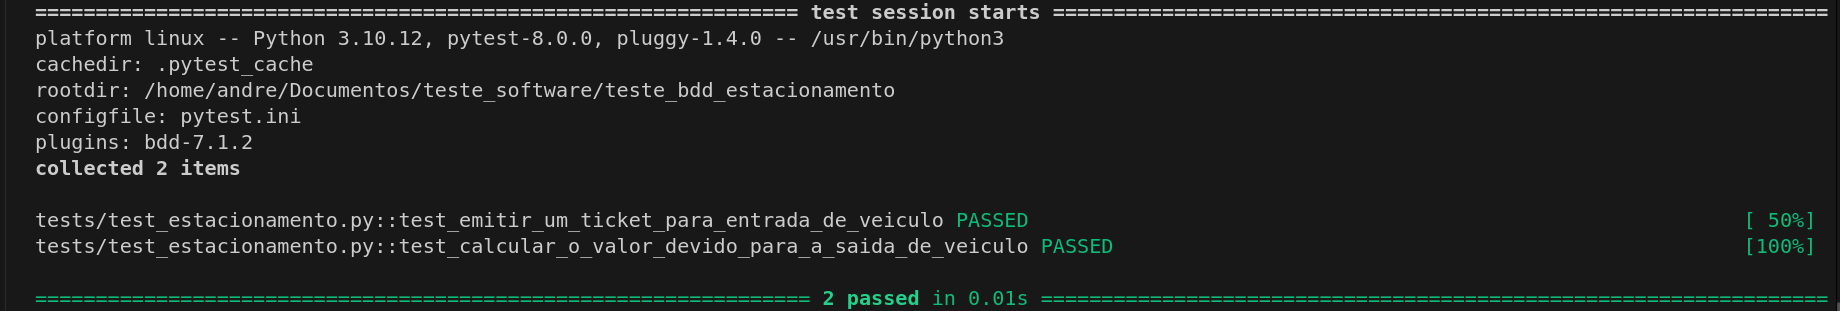 =============================================================== test session starts ================================================================
platform linux -- Python 3.10.12, pytest-8.0.0, pluggy-1.4.0 -- /usr/bin/python3
cachedir: .pytest_cache
rootdir: /home/andre/Documentos/teste_software/teste_bdd_estacionamento
configfile: pytest.ini
plugins: bdd-7.1.2
collected 2 items

tests/test_estacionamento.py::test_emitir_um_ticket_para_entrada_de_veiculo PASSED [ 50%]
tests/test_estacionamento.py::test_calcular_o_valor_devido_para_a_saida_de_veiculo PASSED [100%]

================================================================ 2 passed in 0.01s =================================================================